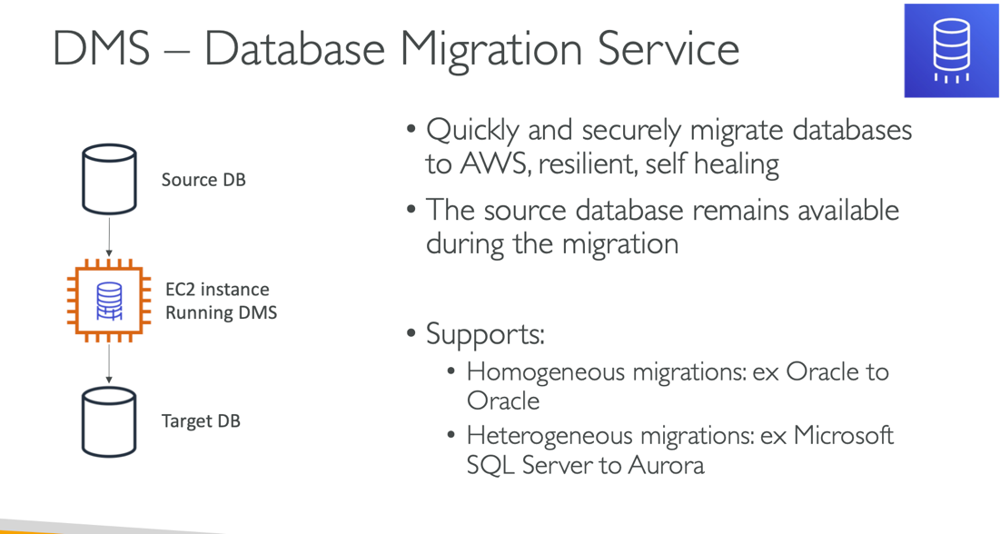 DMS – Database Migration Service
Source DB
EC2 instance
Running DMS
Target DB
• Quickly and securely migrate databases
to AWS, resilient, self healing
• The source database remains available
during the migration
• Supports:
• Homogeneous migrations: ex Oracle to
Oracle
• Heterogeneous migrations: ex Microsoft
SQL Server to Aurora